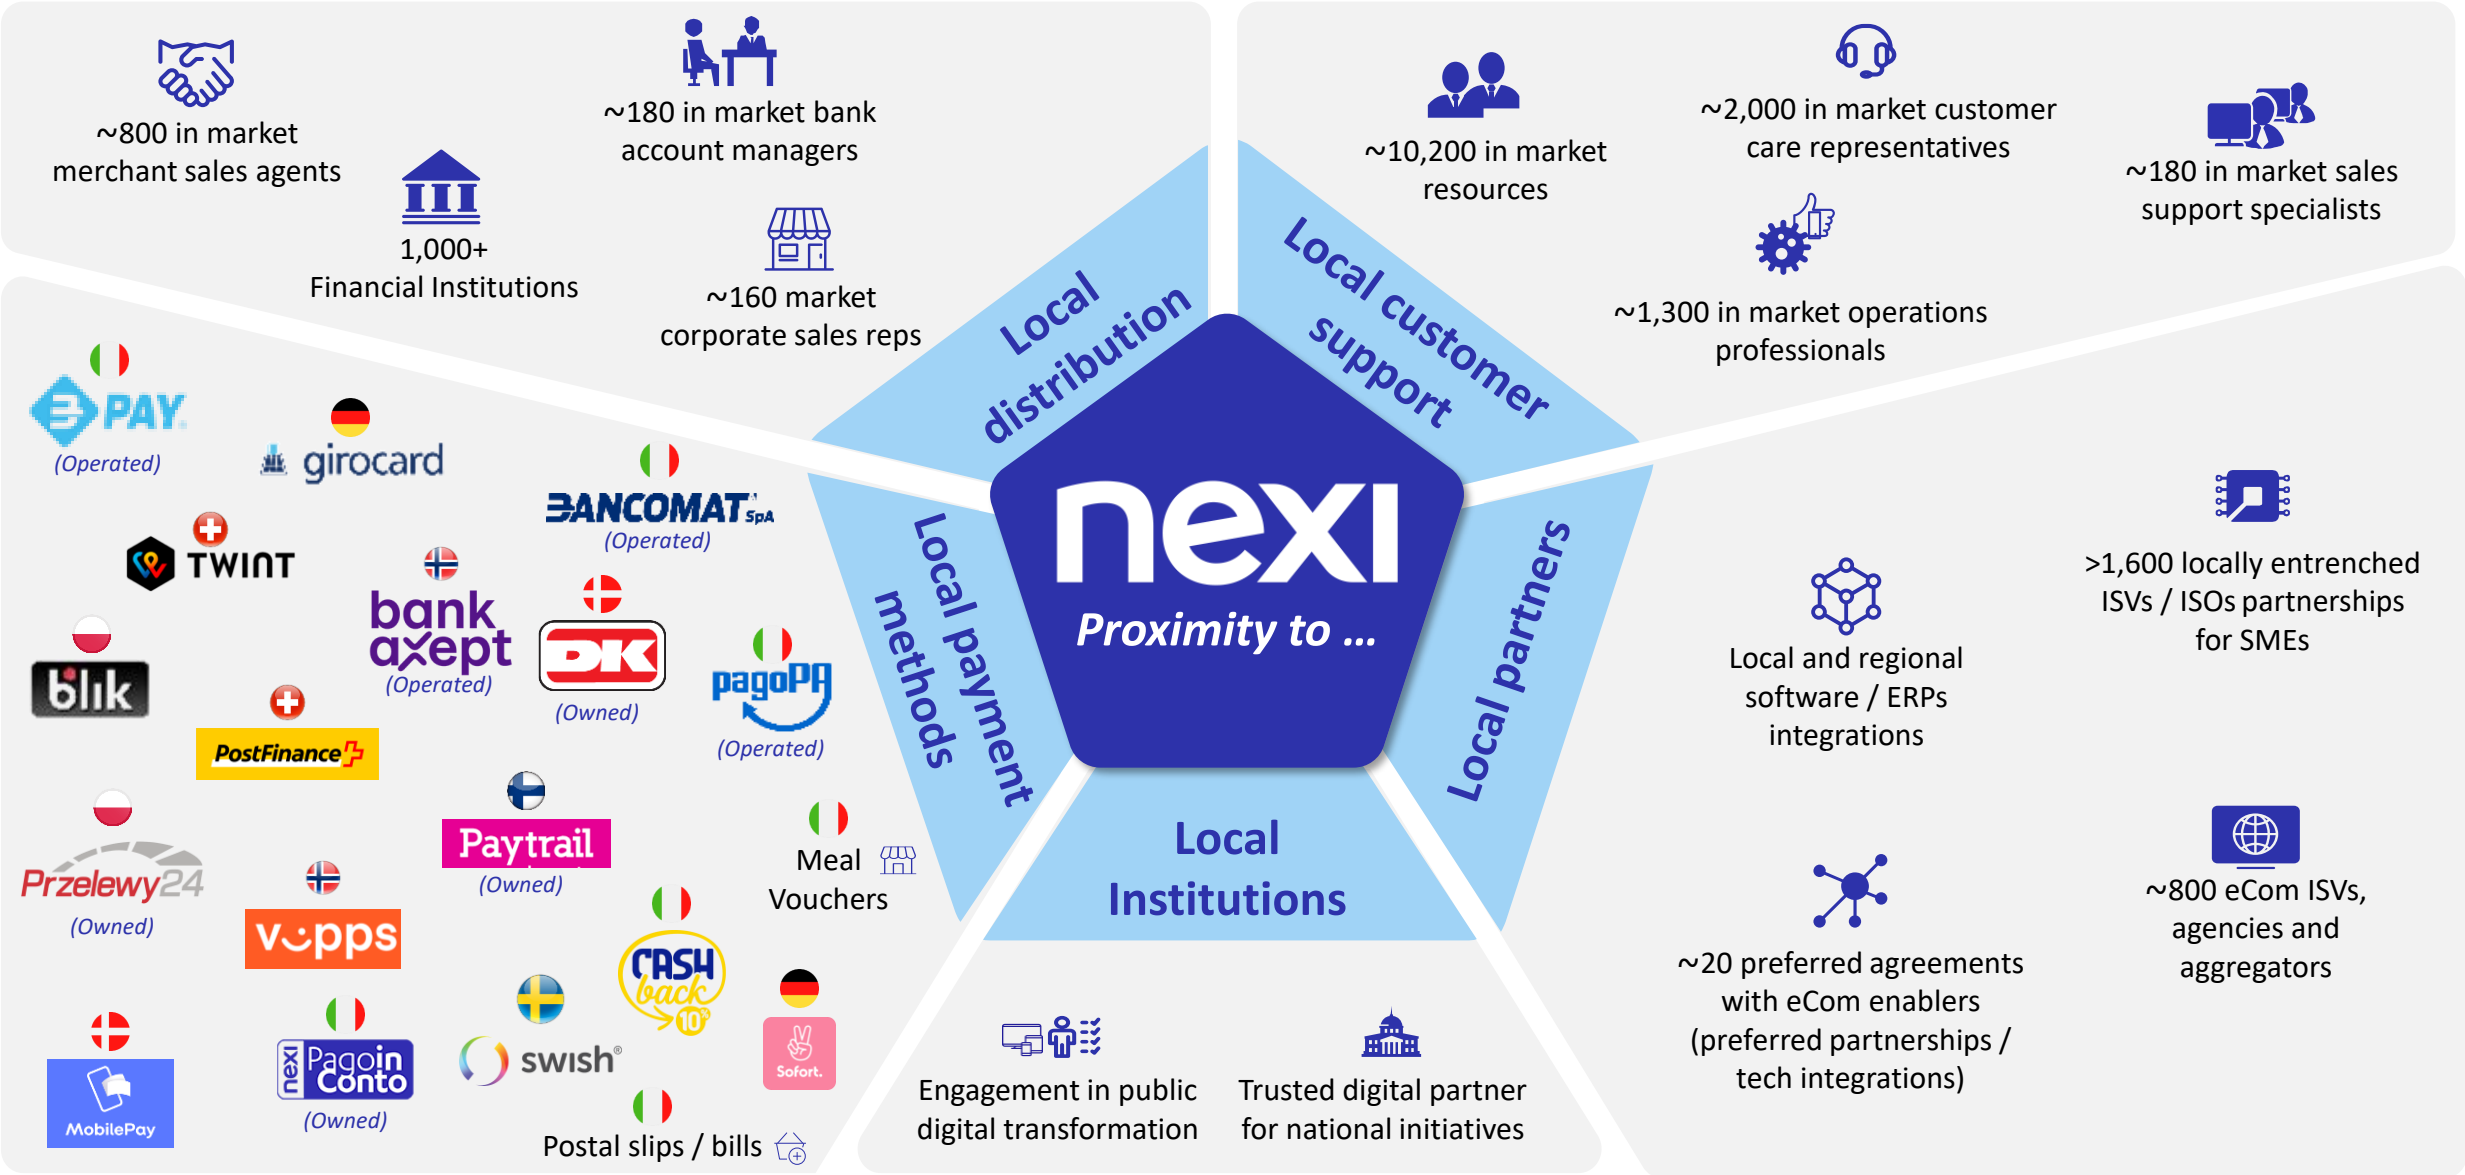 ~800 in market
merchant sales agents
1,000+
Financial Institutions
~180 in market bank
account managers
~160 market
corporate sales reps
~10,200 in market
resources
~2,000 in market customer
care representatives
~1,300 in market operations
professionals
~180 in market sales
support specialists
Local
distribution
Local customer
support
Local payment
methods
Local partners
Local
Institutions
nexi
Proximity to ...
PAY
(Operated)
girocard
BANCOMAT SpA
(Operated)
TWINT
bank
axept
(Operated)
DK
(Owned)
pagoPA
(Operated)
blik
PostFinance
Przelewy24
(Owned)
Paytrail
(Owned)
Meal
Vouchers
vipps
CASH
back
10%
Sofort.
MobilePay
nexi
Pagoin
Conto
(Owned)
swish®
Postal slips / bills
Engagement in public
digital transformation
Trusted digital partner
for national initiatives
>1,600 locally entrenched
ISVs / ISOs partnerships
for SMEs
Local and regional
software / ERPs
integrations
~800 eCom ISVs,
agencies and
aggregators
~20 preferred agreements
with eCom enablers
(preferred partnerships /
tech integrations)